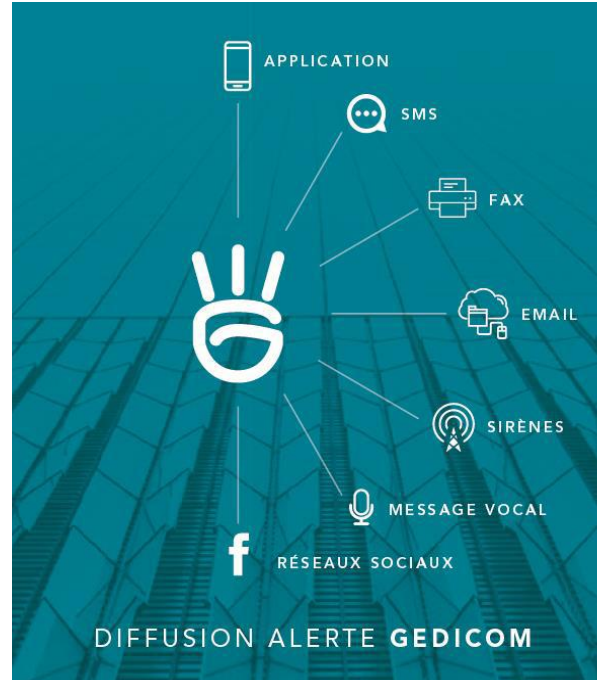 APPLICATION
SMS
FAX
EMAIL
SIRÈNES
MESSAGE VOCAL
RÉSEAUX SOCIAUX
DIFFUSION ALERTE GEDICOM